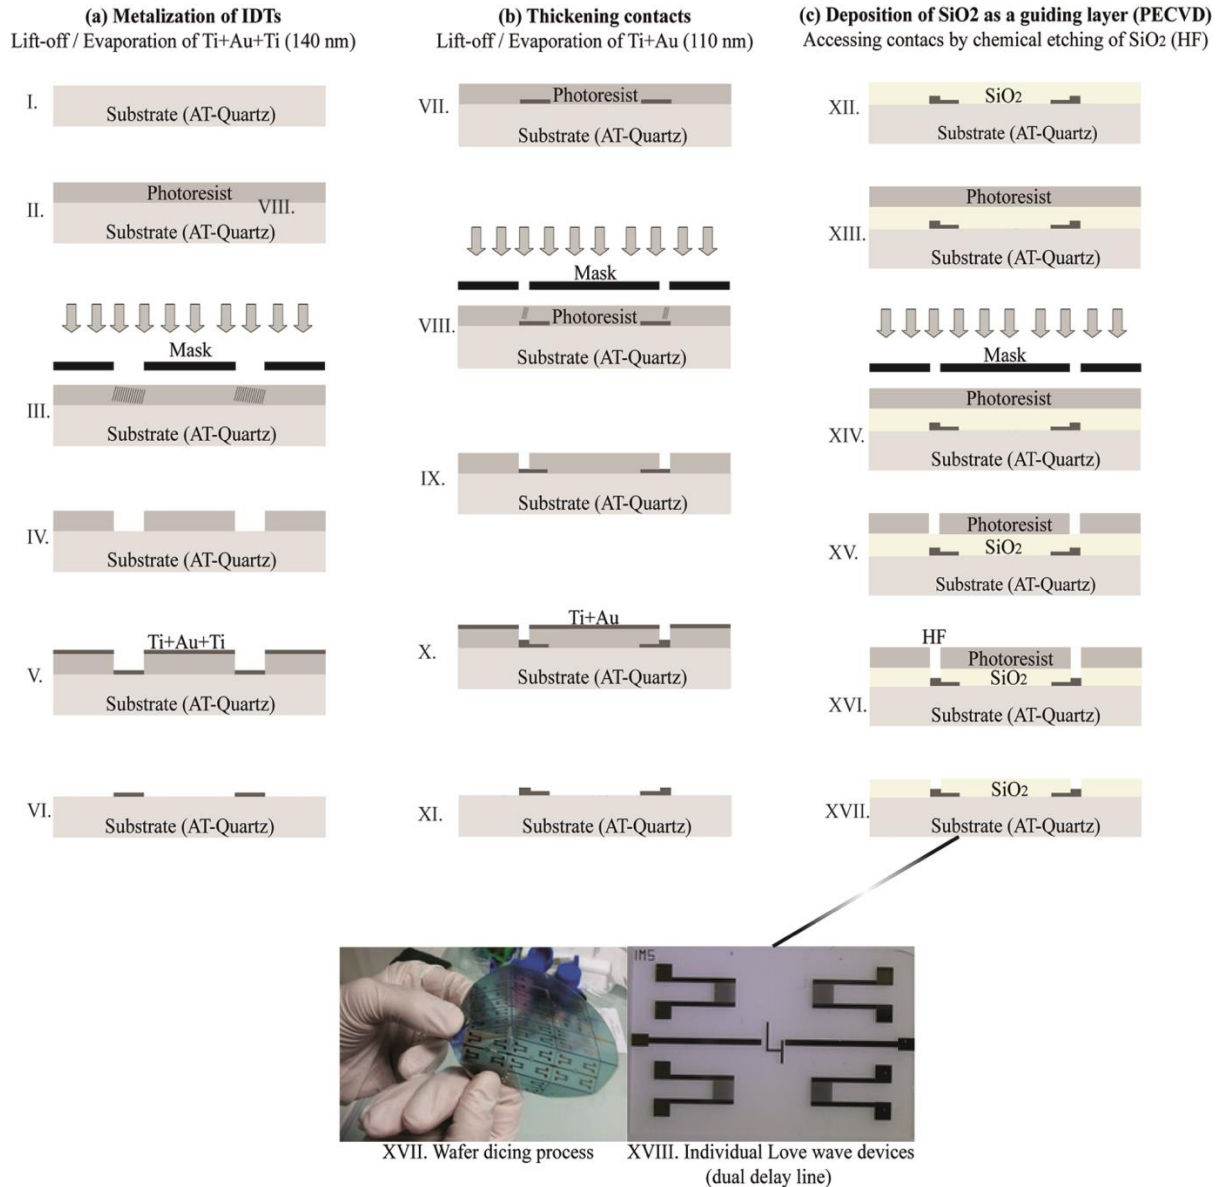 (a) Metalization of IDTs
Lift-off / Evaporation of Ti+Au+Ti (140 nm)
I.
Substrate (AT-Quartz)
II.
Photoresist
VIII.
Substrate (AT-Quartz)
Mask
III.
Substrate (AT-Quartz)
IV.
Substrate (AT-Quartz)
Ti+Au+Ti
V.
Substrate (AT-Quartz)
VI.
Substrate (AT-Quartz)
(b) Thickening contacts
Lift-off / Evaporation of Ti+Au (110 nm)
VII.
Photoresist
Substrate (AT-Quartz)
Mask
VIII.
Photoresist
Substrate (AT-Quartz)
IX.
Substrate (AT-Quartz)
Ti+Au
X.
Substrate (AT-Quartz)
XI.
Substrate (AT-Quartz)
(c) Deposition of SiO2 as a guiding layer (PECVD)
Accessing contacs by chemical etching of SiO2 (HF)
XII.
SiO2
Substrate (AT-Quartz)
Photoresist
XIII.
Substrate (AT-Quartz)
Mask
Photoresist
XIV.
Substrate (AT-Quartz)
Photoresist
XV.
SiO2
Substrate (AT-Quartz)
HF
Photoresist
SiO2
XVI.
Substrate (AT-Quartz)
SiO2
XVII.
Substrate (AT-Quartz)
IMS
L4
XVII. Wafer dicing process
XVIII. Individual Love wave devices
(dual delay line)